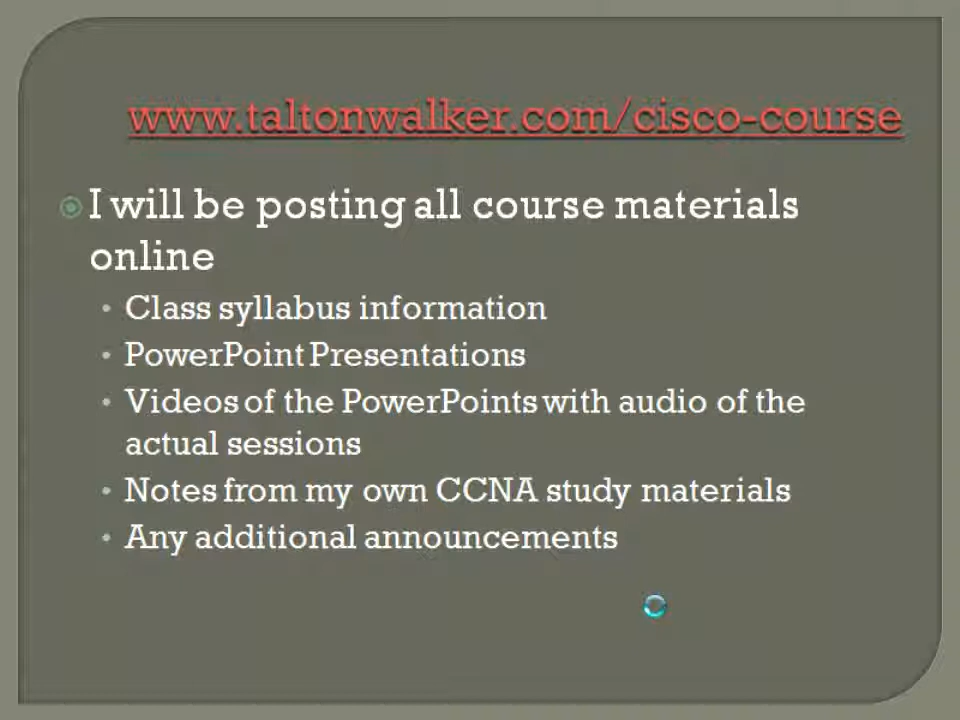 www.taltonwalker.com/cisco-course
I will be posting all course materials
online
Class syllabus information
PowerPoint Presentations
Videos of the PowerPoints with audio of the
actual sessions
Notes from my own CCNA study materials
Any additional announcements